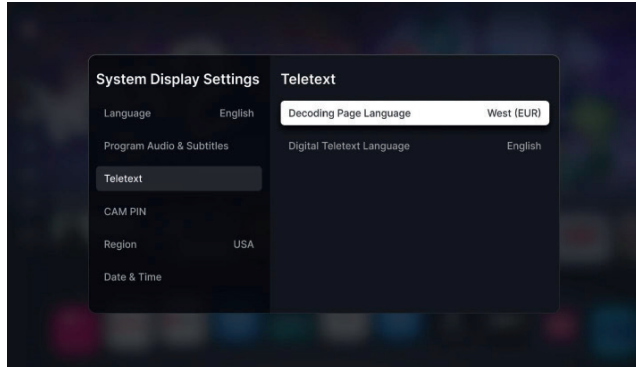 System Display Settings
Language English
Program Audio & Subtitles
Teletext
CAM PIN
Region USA
Date & Time
Teletext
Decoding Page Language West (EUR)
Digital Teletext Language English